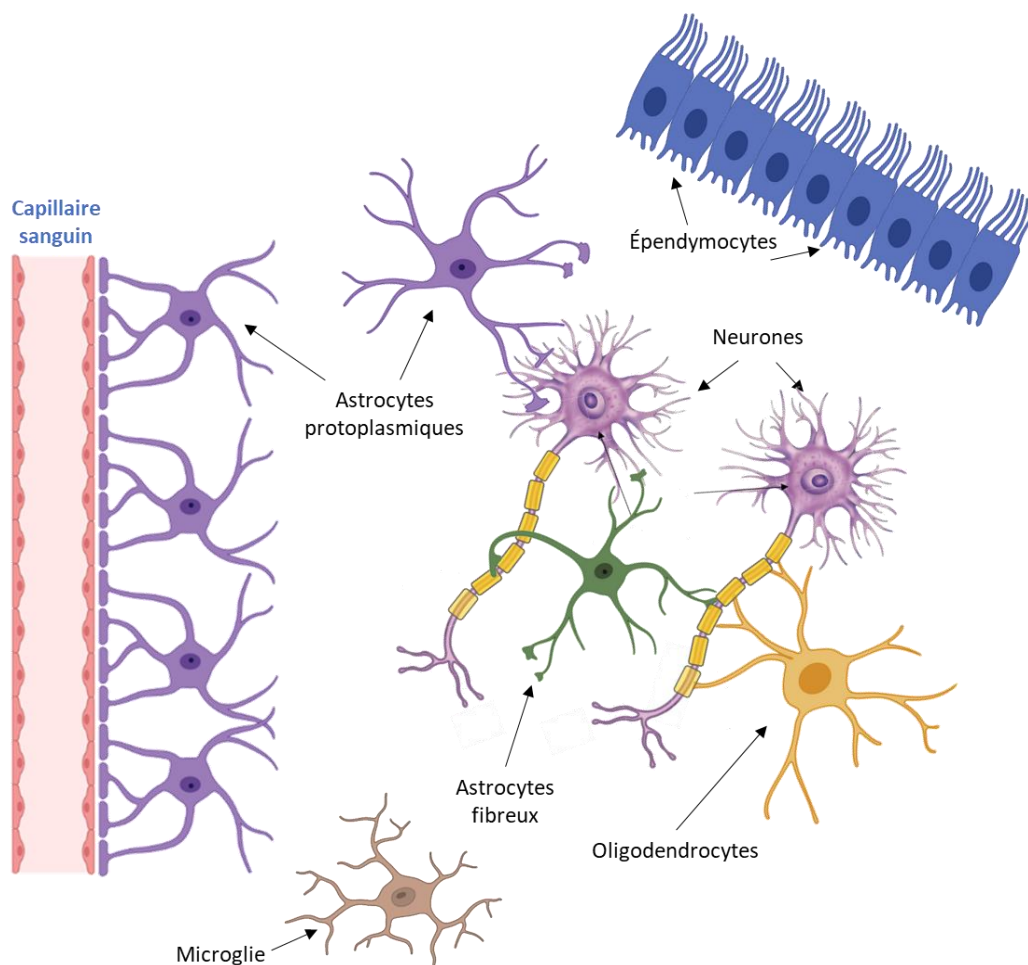 Capillaire
sanguin
Épendymocytes
Neurones
Astrocytes
protoplasmiques
Astrocytes
fibreux
Oligodendrocytes
Microglie